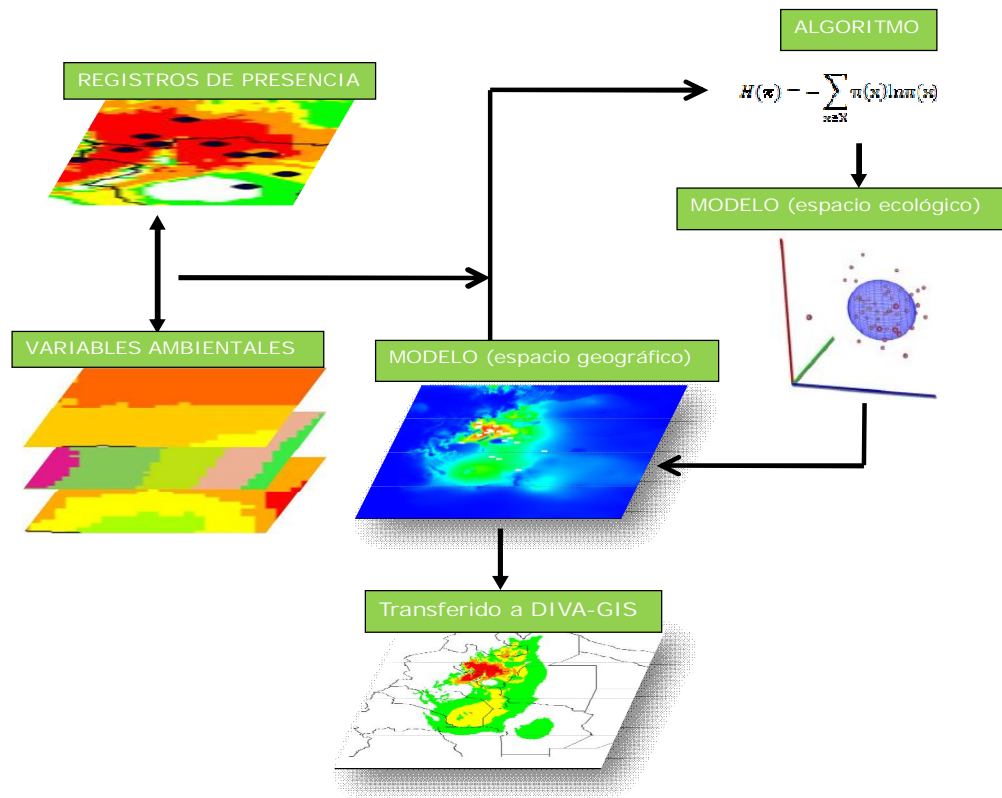 ALGORITMO
REGISTROS DE PRESENCIA
H(π) = − ∑ π(x)lnπ(x)
x∈X
MODELO (espacio ecológico)
VARIABLES AMBIENTALES
MODELO (espacio geográfico)
Transferido a DIVA-GIS